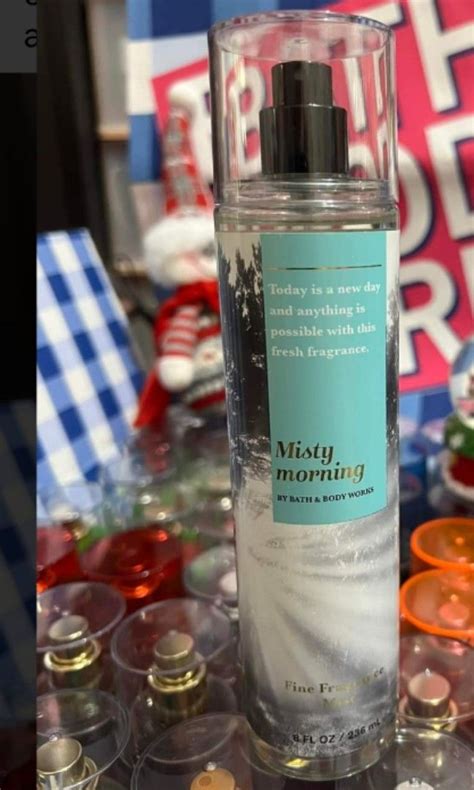 Today is a new day
and anything is
possible with this
fresh fragrance.
Misty
morning
BY BATH & BODY WORKS
Fine Fragrance
Mist
8 FL OZ / 236 mL